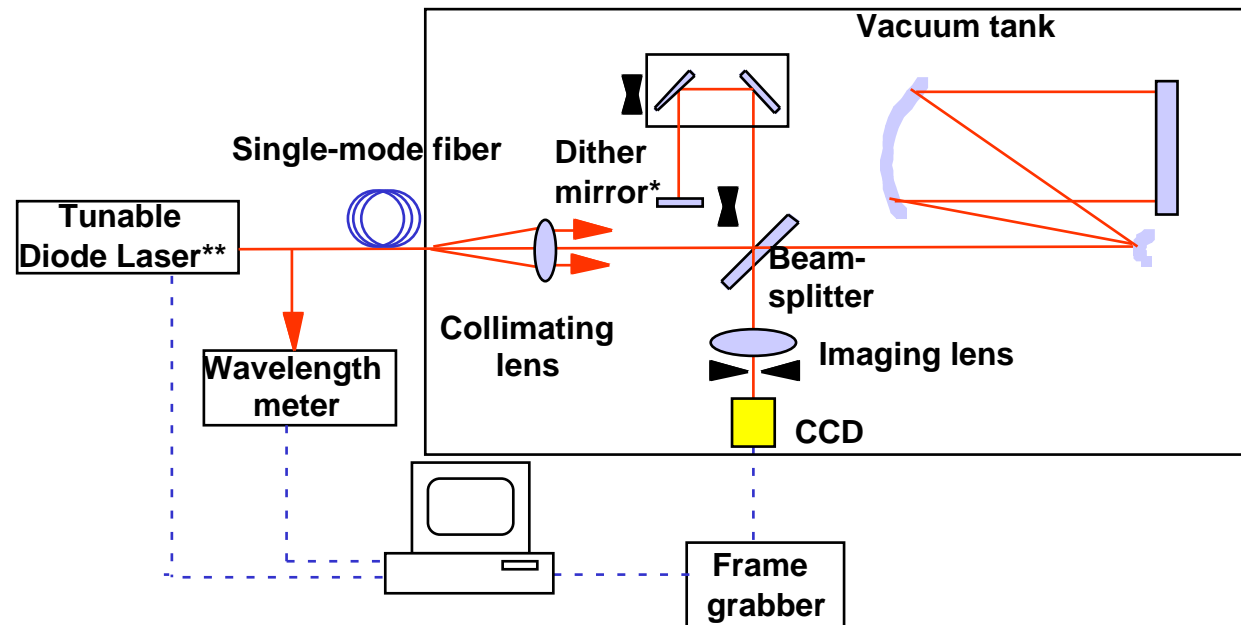 Vacuum tank
Single-mode fiber
Dither
mirror*
Tunable
Diode Laser**
Beam-
splitter
Collimating
lens
Imaging lens
Wavelength
meter
CCD
Frame
grabber